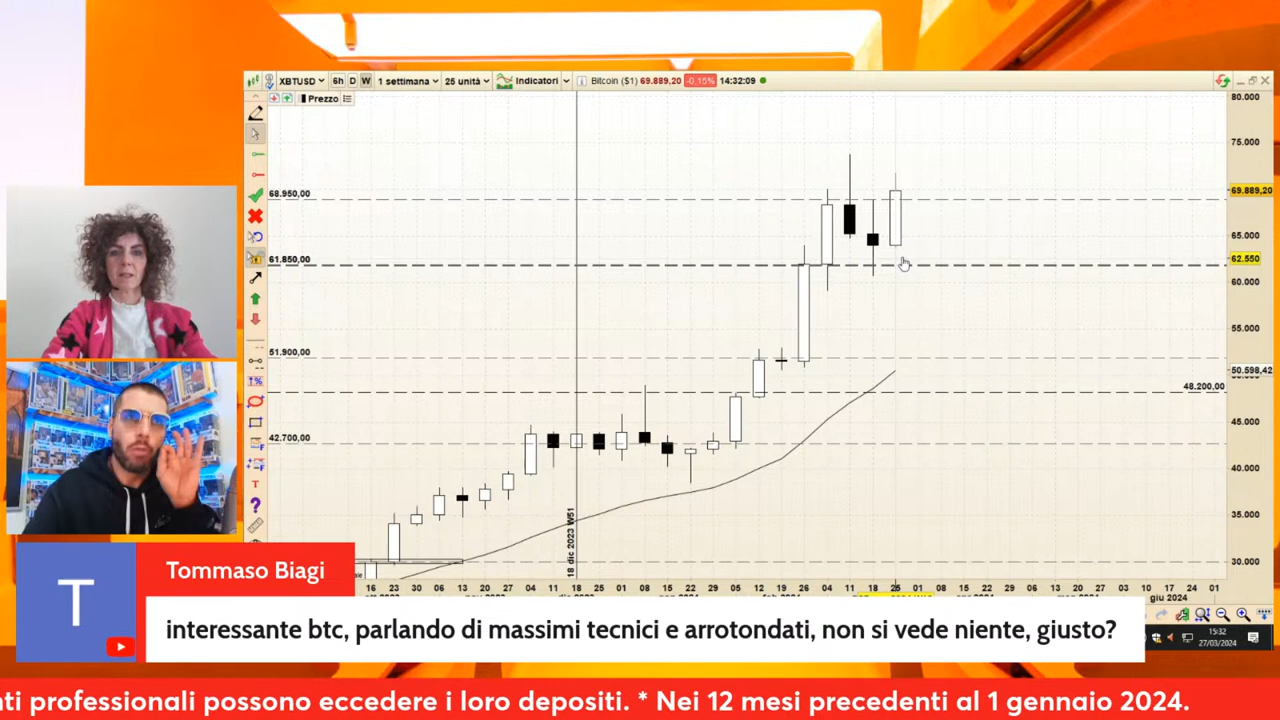 XBTUSD 6h D W 1 settimana 25 unità Indicatori Bitcoin ($1) 69.889,20 -0,15% 14:32:09
Prezzo
80.000
75.000
68.950,00
69.889,20
65.000
61.850,00
62.550
60.000
55.000
51.900,00
50.598,42
48.200,00
45.000
42.700,00
40.000
35.000
18 dic 2023 W51
30.000
16 23 30 06 13 20 27 04 11 18 25 01 08 15 22 29 05 12 19 26 04 11 18 25 01 08 15 22 29 06 13 20 27 03 10 17 24 01
giu 2024
T
Tommaso Biagi
interessante btc, parlando di massimi tecnici e arrotondati, non si vede niente, giusto?
15:32
27/03/2024
nti professionali possono eccedere i loro depositi. * Nei 12 mesi precedenti al 1 gennaio 2024.